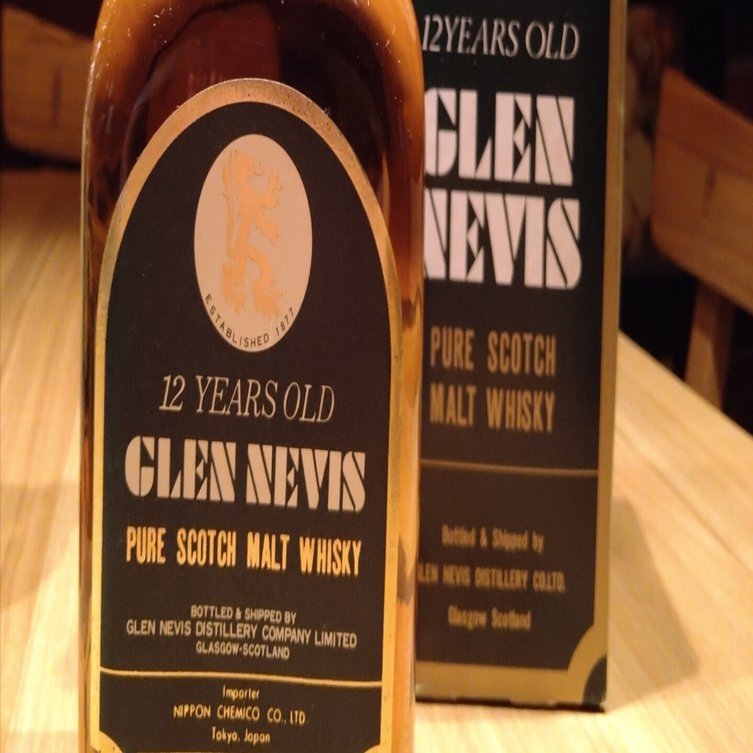 ESTABLISHED 1877
12 YEARS OLD
GLEN NEVIS
PURE SCOTCH MALT WHISKY
BOTTLED & SHIPPED BY
GLEN NEVIS DISTILLERY COMPANY LIMITED
GLASGOW-SCOTLAND
Importer
NIPPON CHEMICO CO., LTD.
Tokyo, Japan
12 YEARS OLD
GLEN
NEVIS
PURE SCOTCH
MALT WHISKY
Bottled & Shipped by
GLEN NEVIS DISTILLERY CO.LTD.
Glasgow Scotland